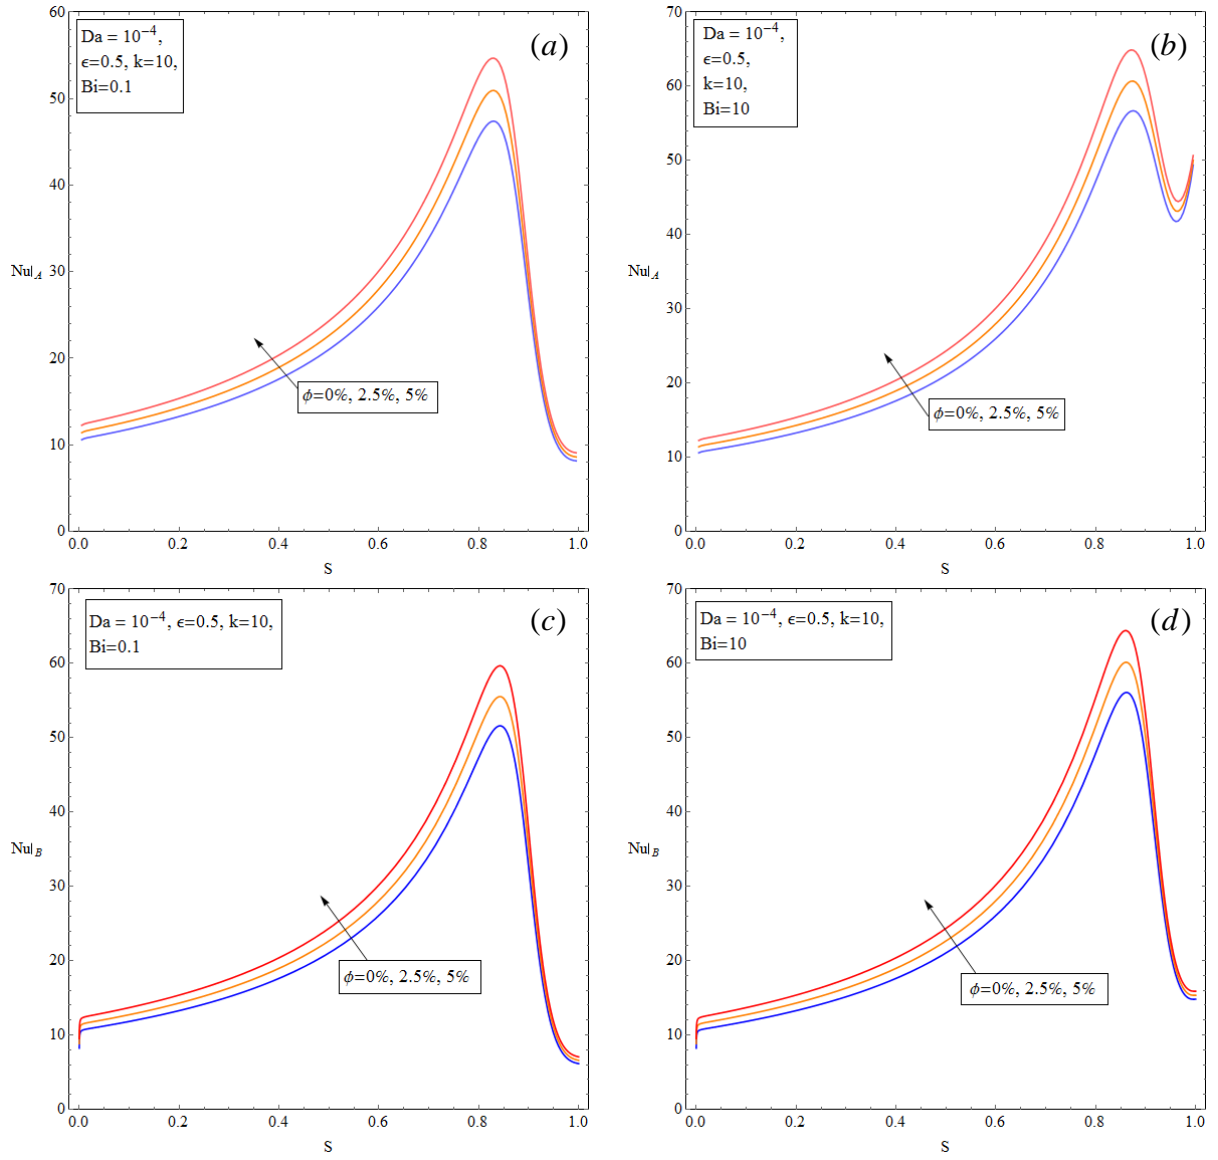 (a)
Da = 10⁻⁴,
ϵ=0.5, k=10,
Bi=0.1
60
50
40
30
20
10
0
Nu|A
ϕ=0%, 2.5%, 5%
0.0 0.2 0.4 0.6 0.8 1.0
S
(b)
Da = 10⁻⁴,
ϵ=0.5,
k=10,
Bi=10
70
60
50
40
30
20
10
0
Nu|A
ϕ=0%, 2.5%, 5%
0.0 0.2 0.4 0.6 0.8 1.0
S
(c)
Da = 10⁻⁴, ϵ=0.5, k=10,
Bi=0.1
70
60
50
40
30
20
10
0
Nu|B
ϕ=0%, 2.5%, 5%
0.0 0.2 0.4 0.6 0.8 1.0
S
(d)
Da = 10⁻⁴, ϵ=0.5, k=10,
Bi=10
70
60
50
40
30
20
10
0
Nu|B
ϕ=0%, 2.5%, 5%
0.0 0.2 0.4 0.6 0.8 1.0
S